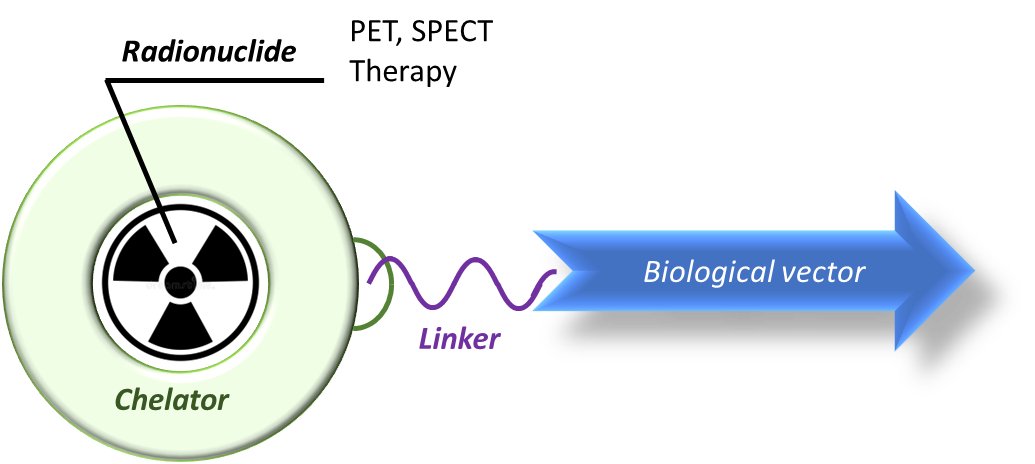 Radionuclide
PET, SPECT
Therapy
Biological vector
Linker
Chelator